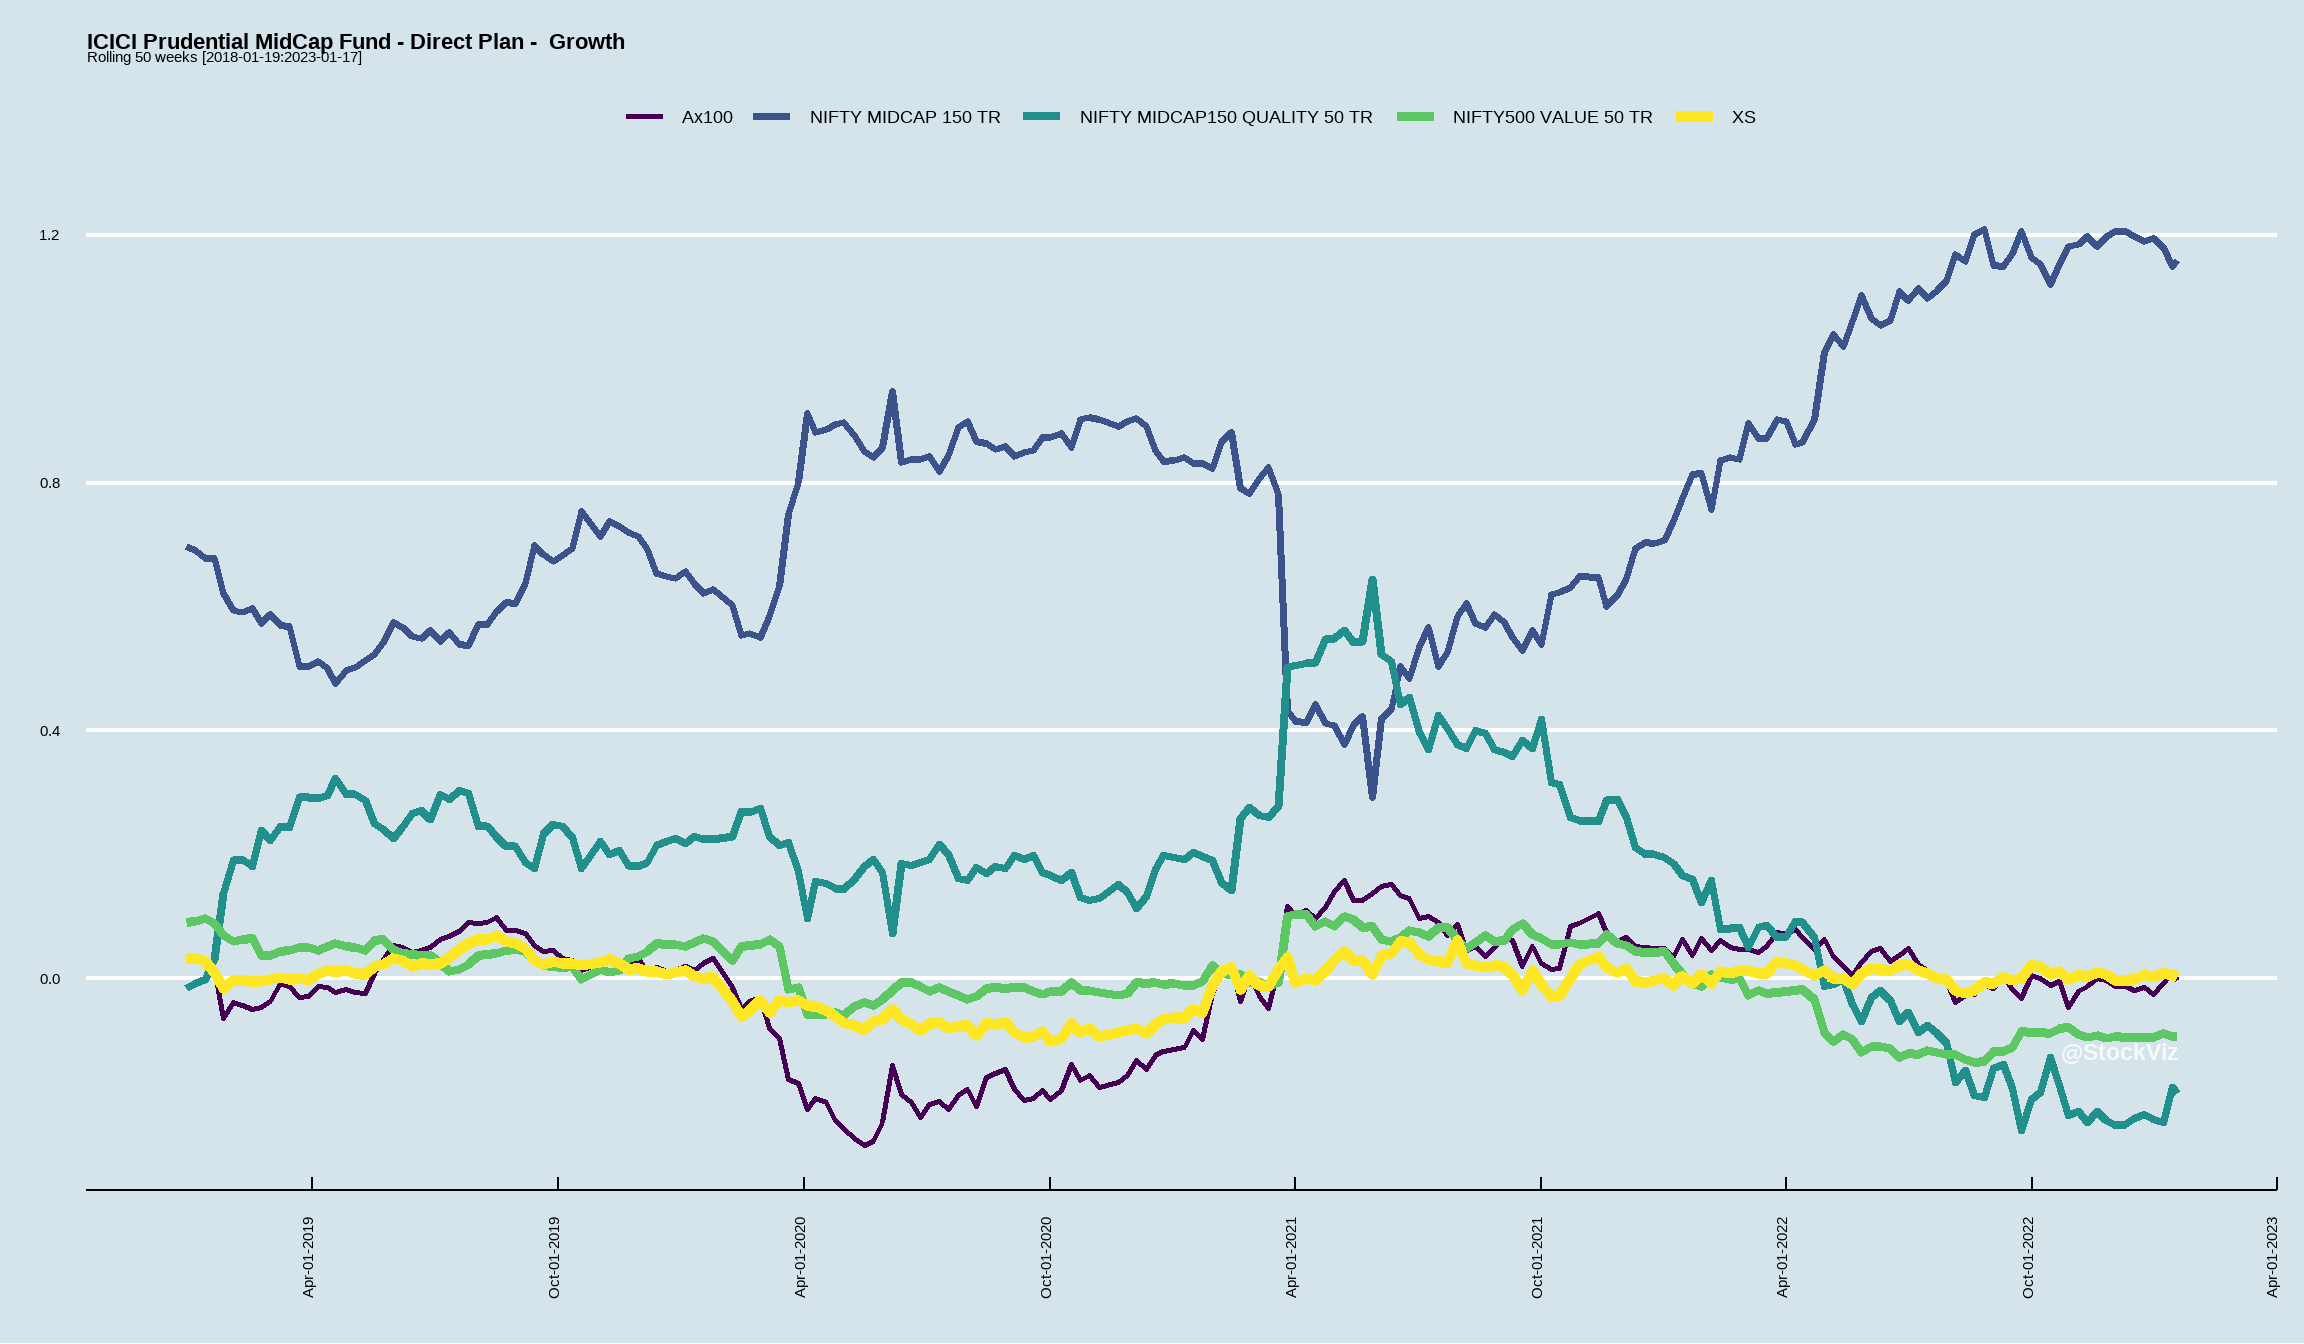 ICICI Prudential MidCap Fund - Direct Plan -  Growth
Rolling 50 weeks [2018-01-19:2023-01-17]
Ax100 NIFTY MIDCAP 150 TR NIFTY MIDCAP150 QUALITY 50 TR NIFTY500 VALUE 50 TR XS
1.2
0.8
0.4
0.0
@StockViz
Apr-01-2019 Oct-01-2019 Apr-01-2020 Oct-01-2020 Apr-01-2021 Oct-01-2021 Apr-01-2022 Oct-01-2022 Apr-01-2023